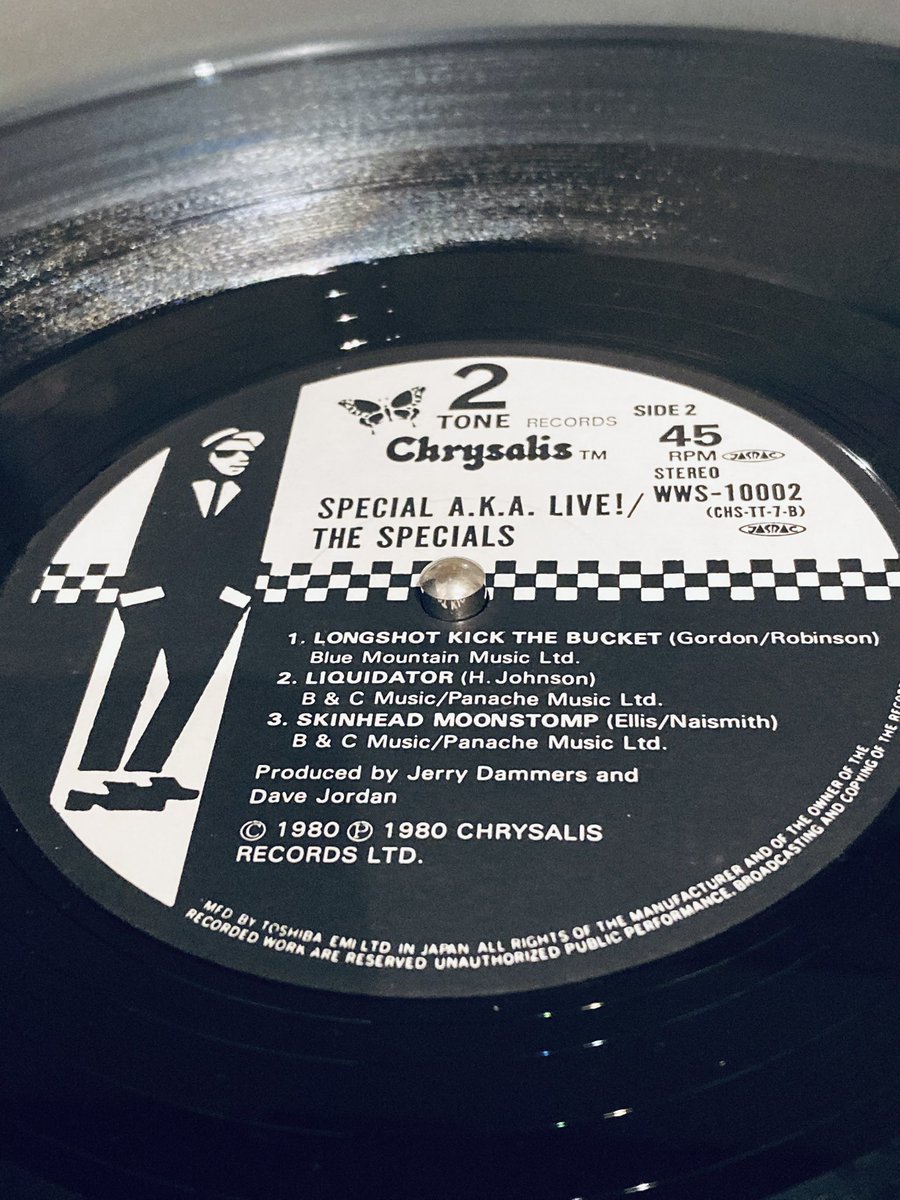 2
TONE RECORDS
Chrysalis TM
SIDE 2
45
RPM JASRAC
STEREO
WWS-10002
(CHS-TT-7-B)
JASRAC
SPECIAL A.K.A. LIVE!/
THE SPECIALS
1. LONGSHOT KICK THE BUCKET (Gordon/Robinson)
Blue Mountain Music Ltd.
2. LIQUIDATOR (H. Johnson)
B & C Music/Panache Music Ltd.
3. SKINHEAD MOONSTOMP (Ellis/Naismith)
B & C Music/Panache Music Ltd.
Produced by Jerry Dammers and
Dave Jordan
© 1980 ℗ 1980 CHRYSALIS
RECORDS LTD.
MFD BY TOSHIBA EMI LTD IN JAPAN ALL RIGHTS OF THE MANUFACTURER AND OF THE OWNER OF THE
RECORDED WORK ARE RESERVED UNAUTHORIZED PUBLIC PERFORMANCE, BROADCASTING AND COPYING OF THE